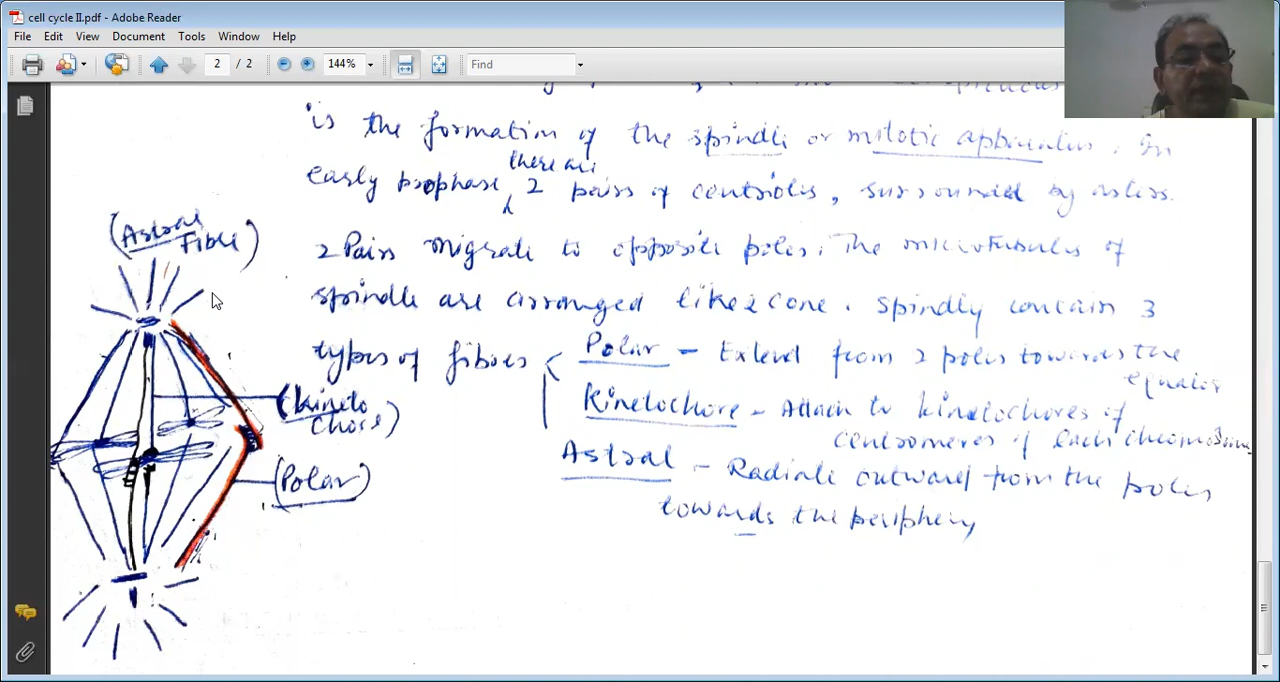 cell cycle II.pdf - Adobe Reader
File Edit View Document Tools Window Help
2 / 2 144% Find
is the formation of the spindle or mitotic apparatus. In
there are
early prophase 2 pairs of centrioles, surrounded by asters.
2 Pairs migrate to opposite poles. The microtubules of
spindle are arranged like 2 cone. Spindly contain 3
types of fibres
Polar - Extend from 2 poles towards the
equator
Kinetochore - Attach to kinetochores of
centromeres of each chromosome
Astral - Radiate outward from the poles
towards the periphery
(Astral
Fibre)
(Kineto
chore)
(Polar)